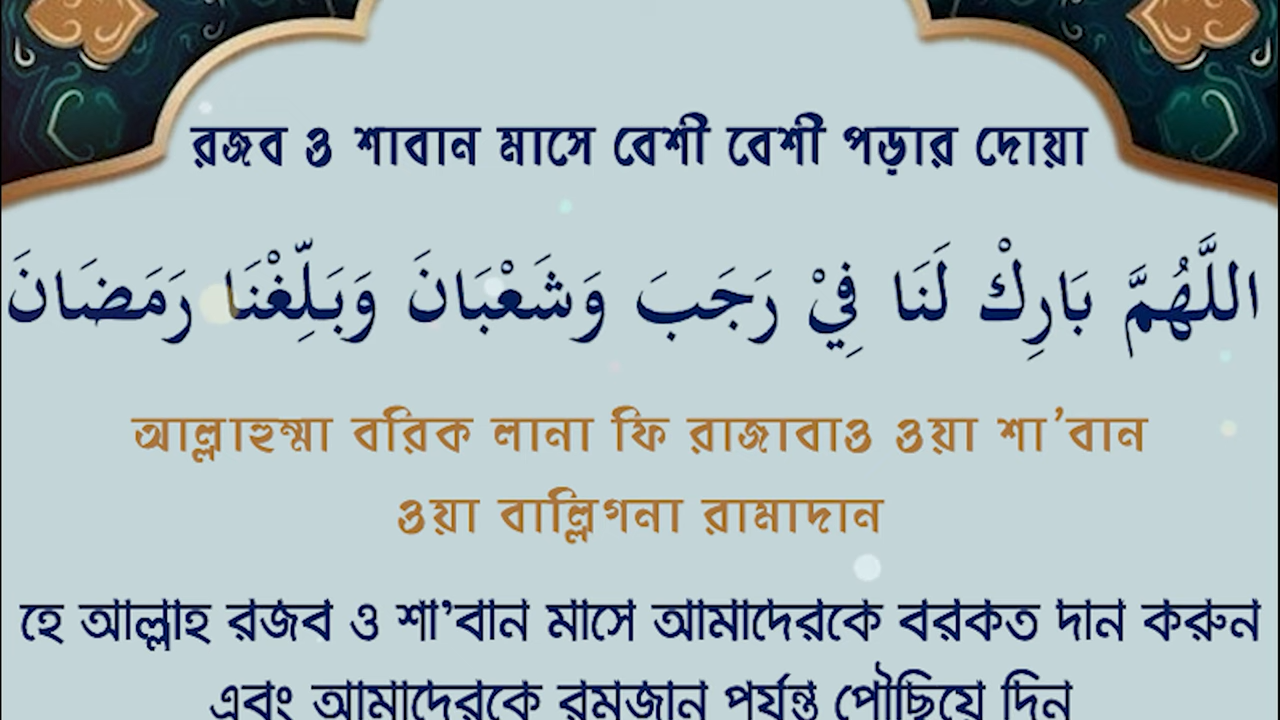 রজব ও শাবান মাসে বেশী বেশী পড়ার দোয়া
اللَّهُمَّ بَارِكْ لَنَا فِيْ رَجَبَ وَشَعْبَانَ وَبَلِّغْنَا رَمَضَانَ
আল্লাহুম্মা বরিক লানা ফি রাজাবাও ওয়া শা’বান
ওয়া বাল্লিগনা রামাদান
হে আল্লাহ রজব ও শা’বান মাসে আমাদেরকে বরকত দান করুন
এবং আমাদেরকে রমজান পর্যন্ত পৌছিয়ে দিন